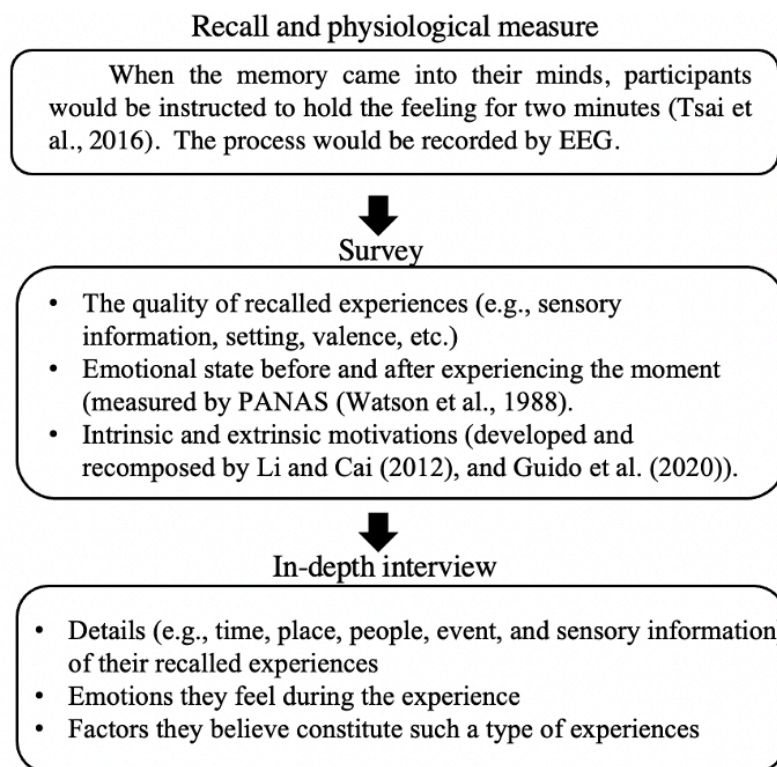 Recall and physiological measure
When the memory came into their minds, participants
would be instructed to hold the feeling for two minutes (Tsai et
al., 2016). The process would be recorded by EEG.
Survey
• The quality of recalled experiences (e.g., sensory
information, setting, valence, etc.)
• Emotional state before and after experiencing the moment
(measured by PANAS (Watson et al., 1988).
• Intrinsic and extrinsic motivations (developed and
recomposed by Li and Cai (2012), and Guido et al. (2020)).
In-depth interview
• Details (e.g., time, place, people, event, and sensory information)
of their recalled experiences
• Emotions they feel during the experience
• Factors they believe constitute such a type of experiences